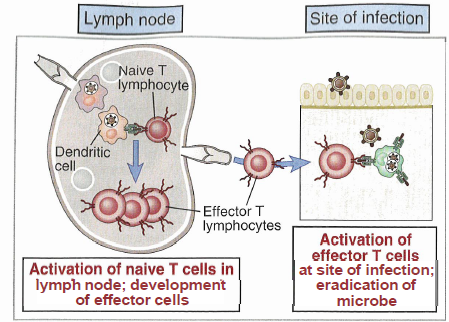 Lymph node
Site of infection
Naive T
lymphocyte
Dendritic
cell
Effector T
lymphocytes
Activation of naive T cells in
lymph node; development
of effector cells
Activation of
effector T cells
at site of infection;
eradication of
microbe